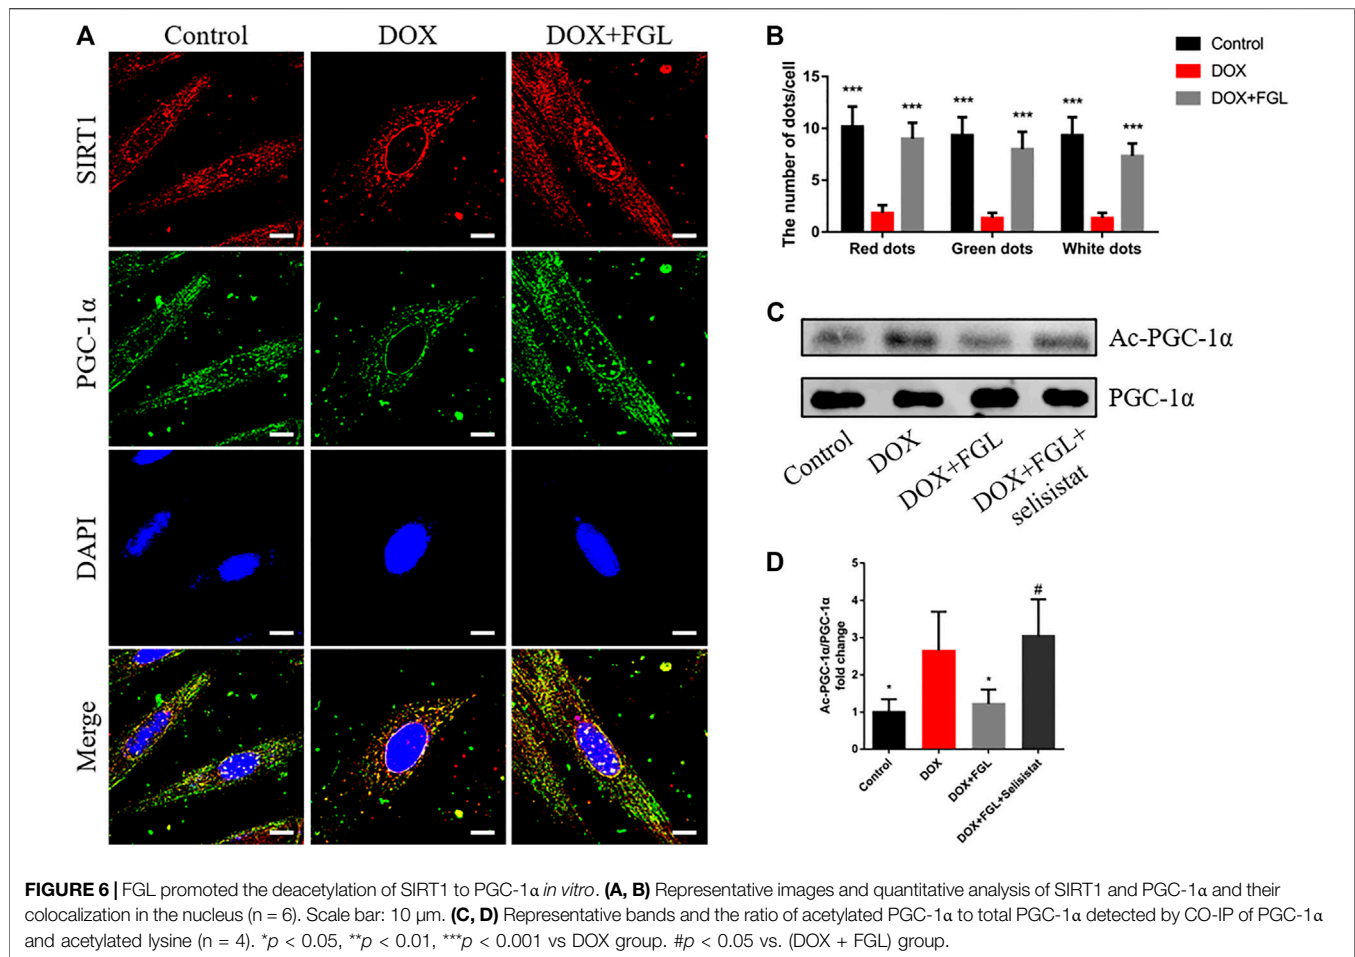 A
Control
DOX
DOX+FGL
SIRT1
PGC-1α
DAPI
Merge
B
Control
DOX
DOX+FGL
The number of dots/cell
15
10
5
0
***
***
***
***
***
***
Red dots
Green dots
White dots
C
Ac-PGC-1α
PGC-1α
Control
DOX
DOX+FGL
DOX+FGL+
selisistat
D
Ac-PGC-1α/PGC-1α
fold change
5
4
3
2
1
0
*
*
#
Control
DOX
DOX+FGL
DOX+FGL+Selisistat
FIGURE 6 | FGL promoted the deacetylation of SIRT1 to PGC-1α in vitro. (A, B) Representative images and quantitative analysis of SIRT1 and PGC-1α and their
colocalization in the nucleus (n = 6). Scale bar: 10 μm. (C, D) Representative bands and the ratio of acetylated PGC-1α to total PGC-1α detected by CO-IP of PGC-1α
and acetylated lysine (n = 4). *p < 0.05, **p < 0.01, ***p < 0.001 vs DOX group. #p < 0.05 vs. (DOX + FGL) group.